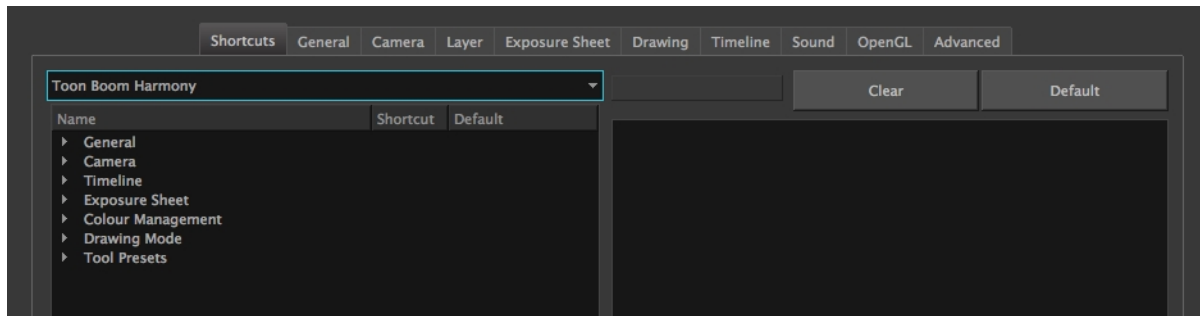 Shortcuts General Camera Layer Exposure Sheet Drawing Timeline Sound OpenGL Advanced
Toon Boom Harmony Clear Default
Name Shortcut Default
General
Camera
Timeline
Exposure Sheet
Colour Management
Drawing Mode
Tool Presets